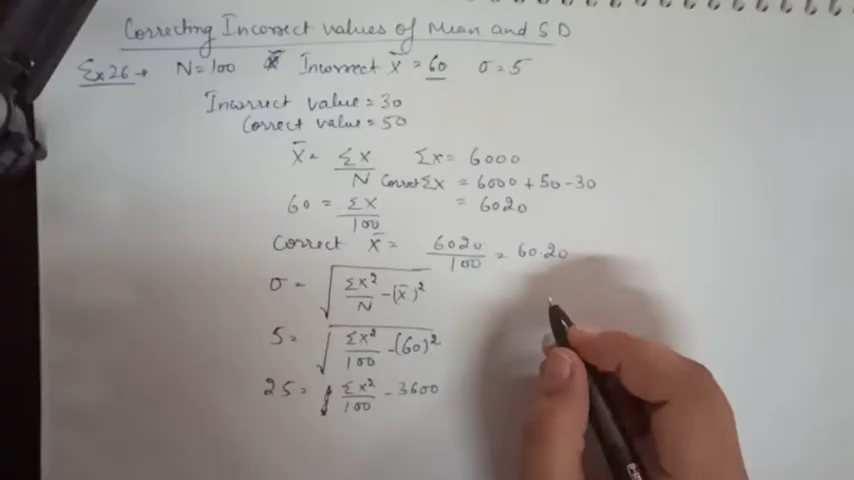 Correcting Incorrect values of Mean and SD
Ex26→ N=100 Incorrect x̄ = 60 σ=5
Incorrect value = 30
Correct value = 50
x̄ = Σx/N Σx = 6000
Correct Σx = 6000 + 50 - 30
60 = Σx/100 = 6020
Correct x̄ = 6020/100 = 60.20
σ = √(Σx²/N - (x̄)²)
5 = √(Σx²/100 - (60)²)
25 = Σx²/100 - 3600